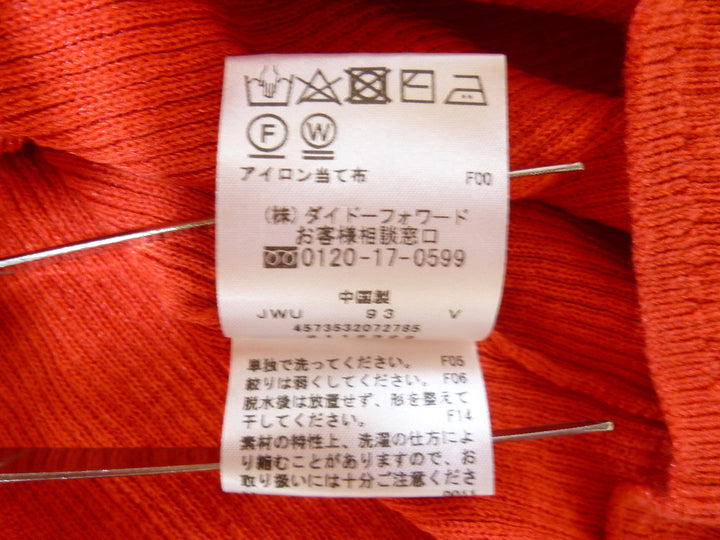 F W
アイロン当て布 F00
(株)ダイドーフォワード
お客様相談窓口
0120-17-0599
中国製
JWU 93 V
4573532072785
単独で洗ってください。 F05
絞りは弱くしてください。 F06
脱水後は放置せず、形を整えて
干してください。 F14
素材の特性上、洗濯の仕方によ
り縮むことがありますので、お
取り扱いには十分ご注意くださ